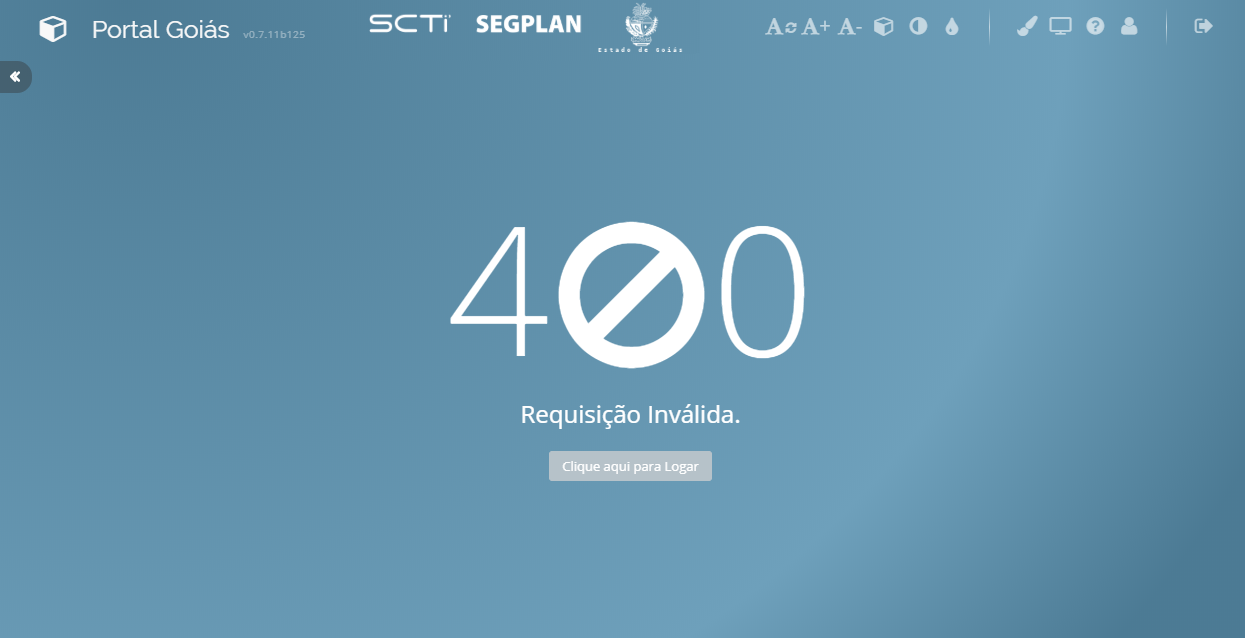 Portal Goiás v0.7.11b125
SCTI SEGPLAN
Estado de Goiás
A A+ A-
400
Requisição Inválida.
Clique aqui para Logar